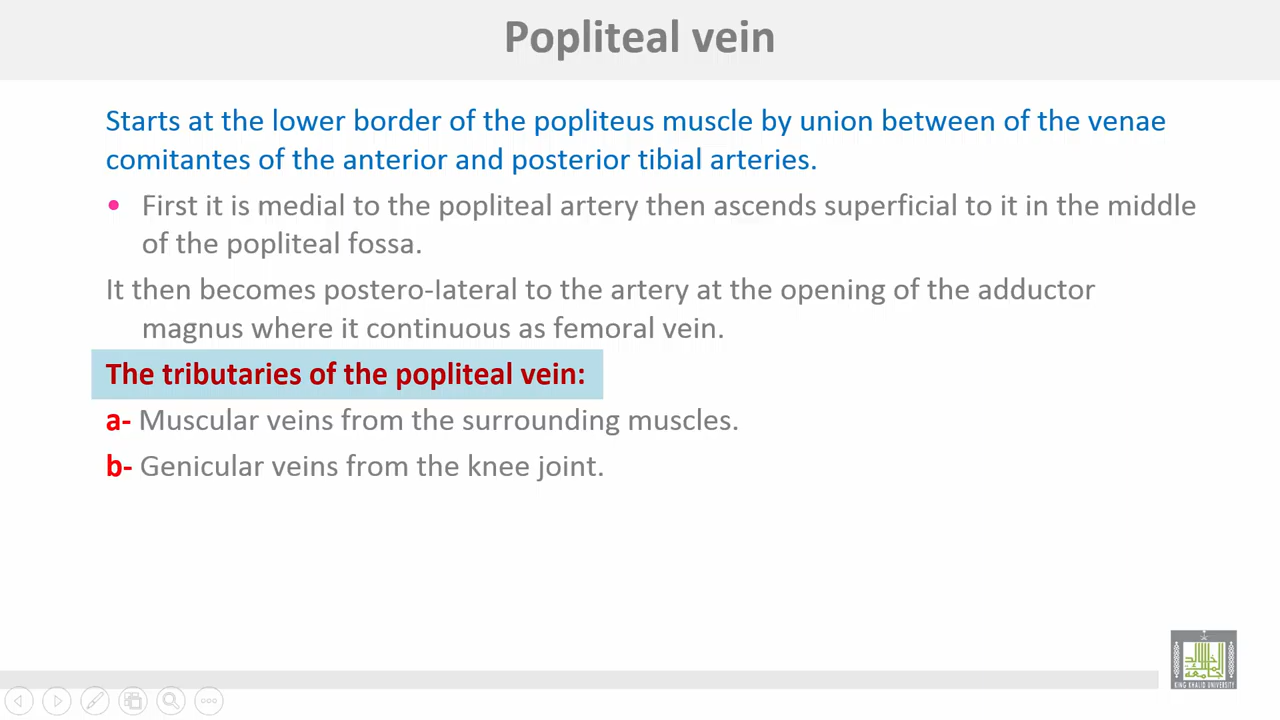 Popliteal vein
Starts at the lower border of the popliteus muscle by union between of the venae
comitantes of the anterior and posterior tibial arteries.
• First it is medial to the popliteal artery then ascends superficial to it in the middle
of the popliteal fossa.
It then becomes postero-lateral to the artery at the opening of the adductor
magnus where it continuous as femoral vein.
The tributaries of the popliteal vein:
a- Muscular veins from the surrounding muscles.
b- Genicular veins from the knee joint.
KING KHALID UNIVERSITY